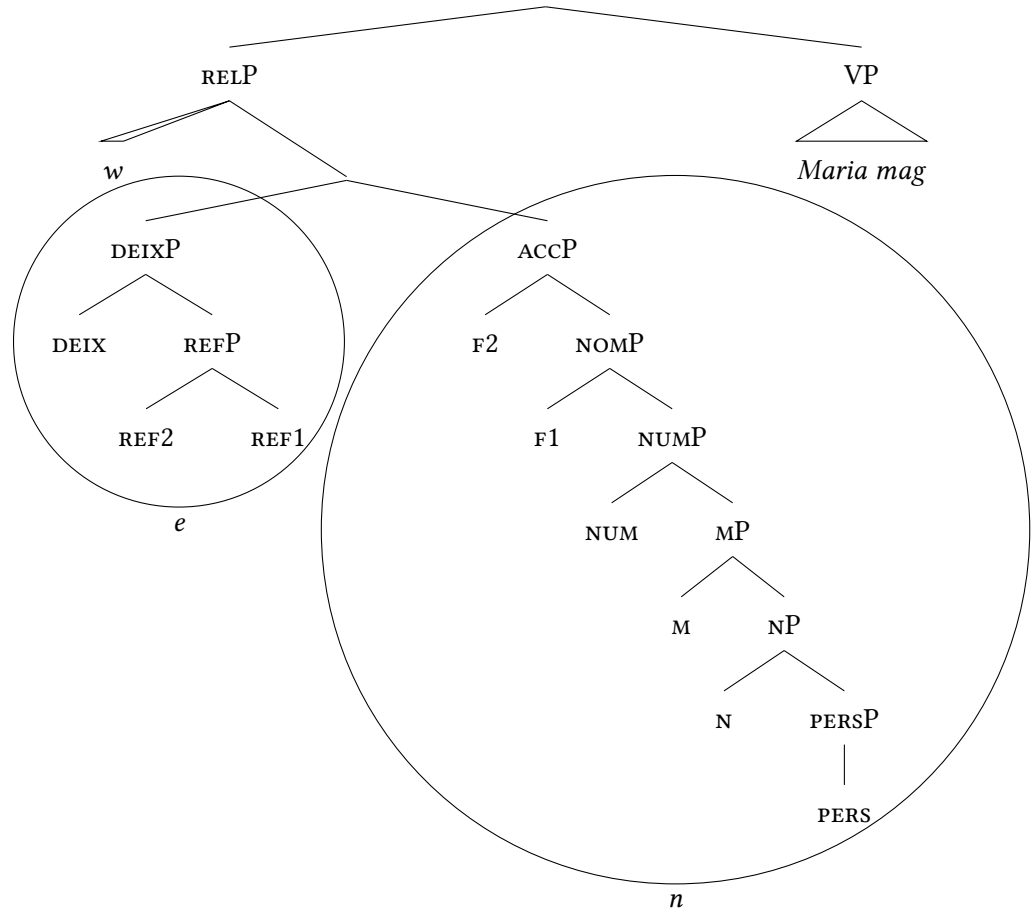 RELP VP
w Maria mag
DEIXP ACCP
DEIX REFP F2 NOMP
REF2 REF1 F1 NUMP
e NUM MP
M NP
N PERSP
PERS
n